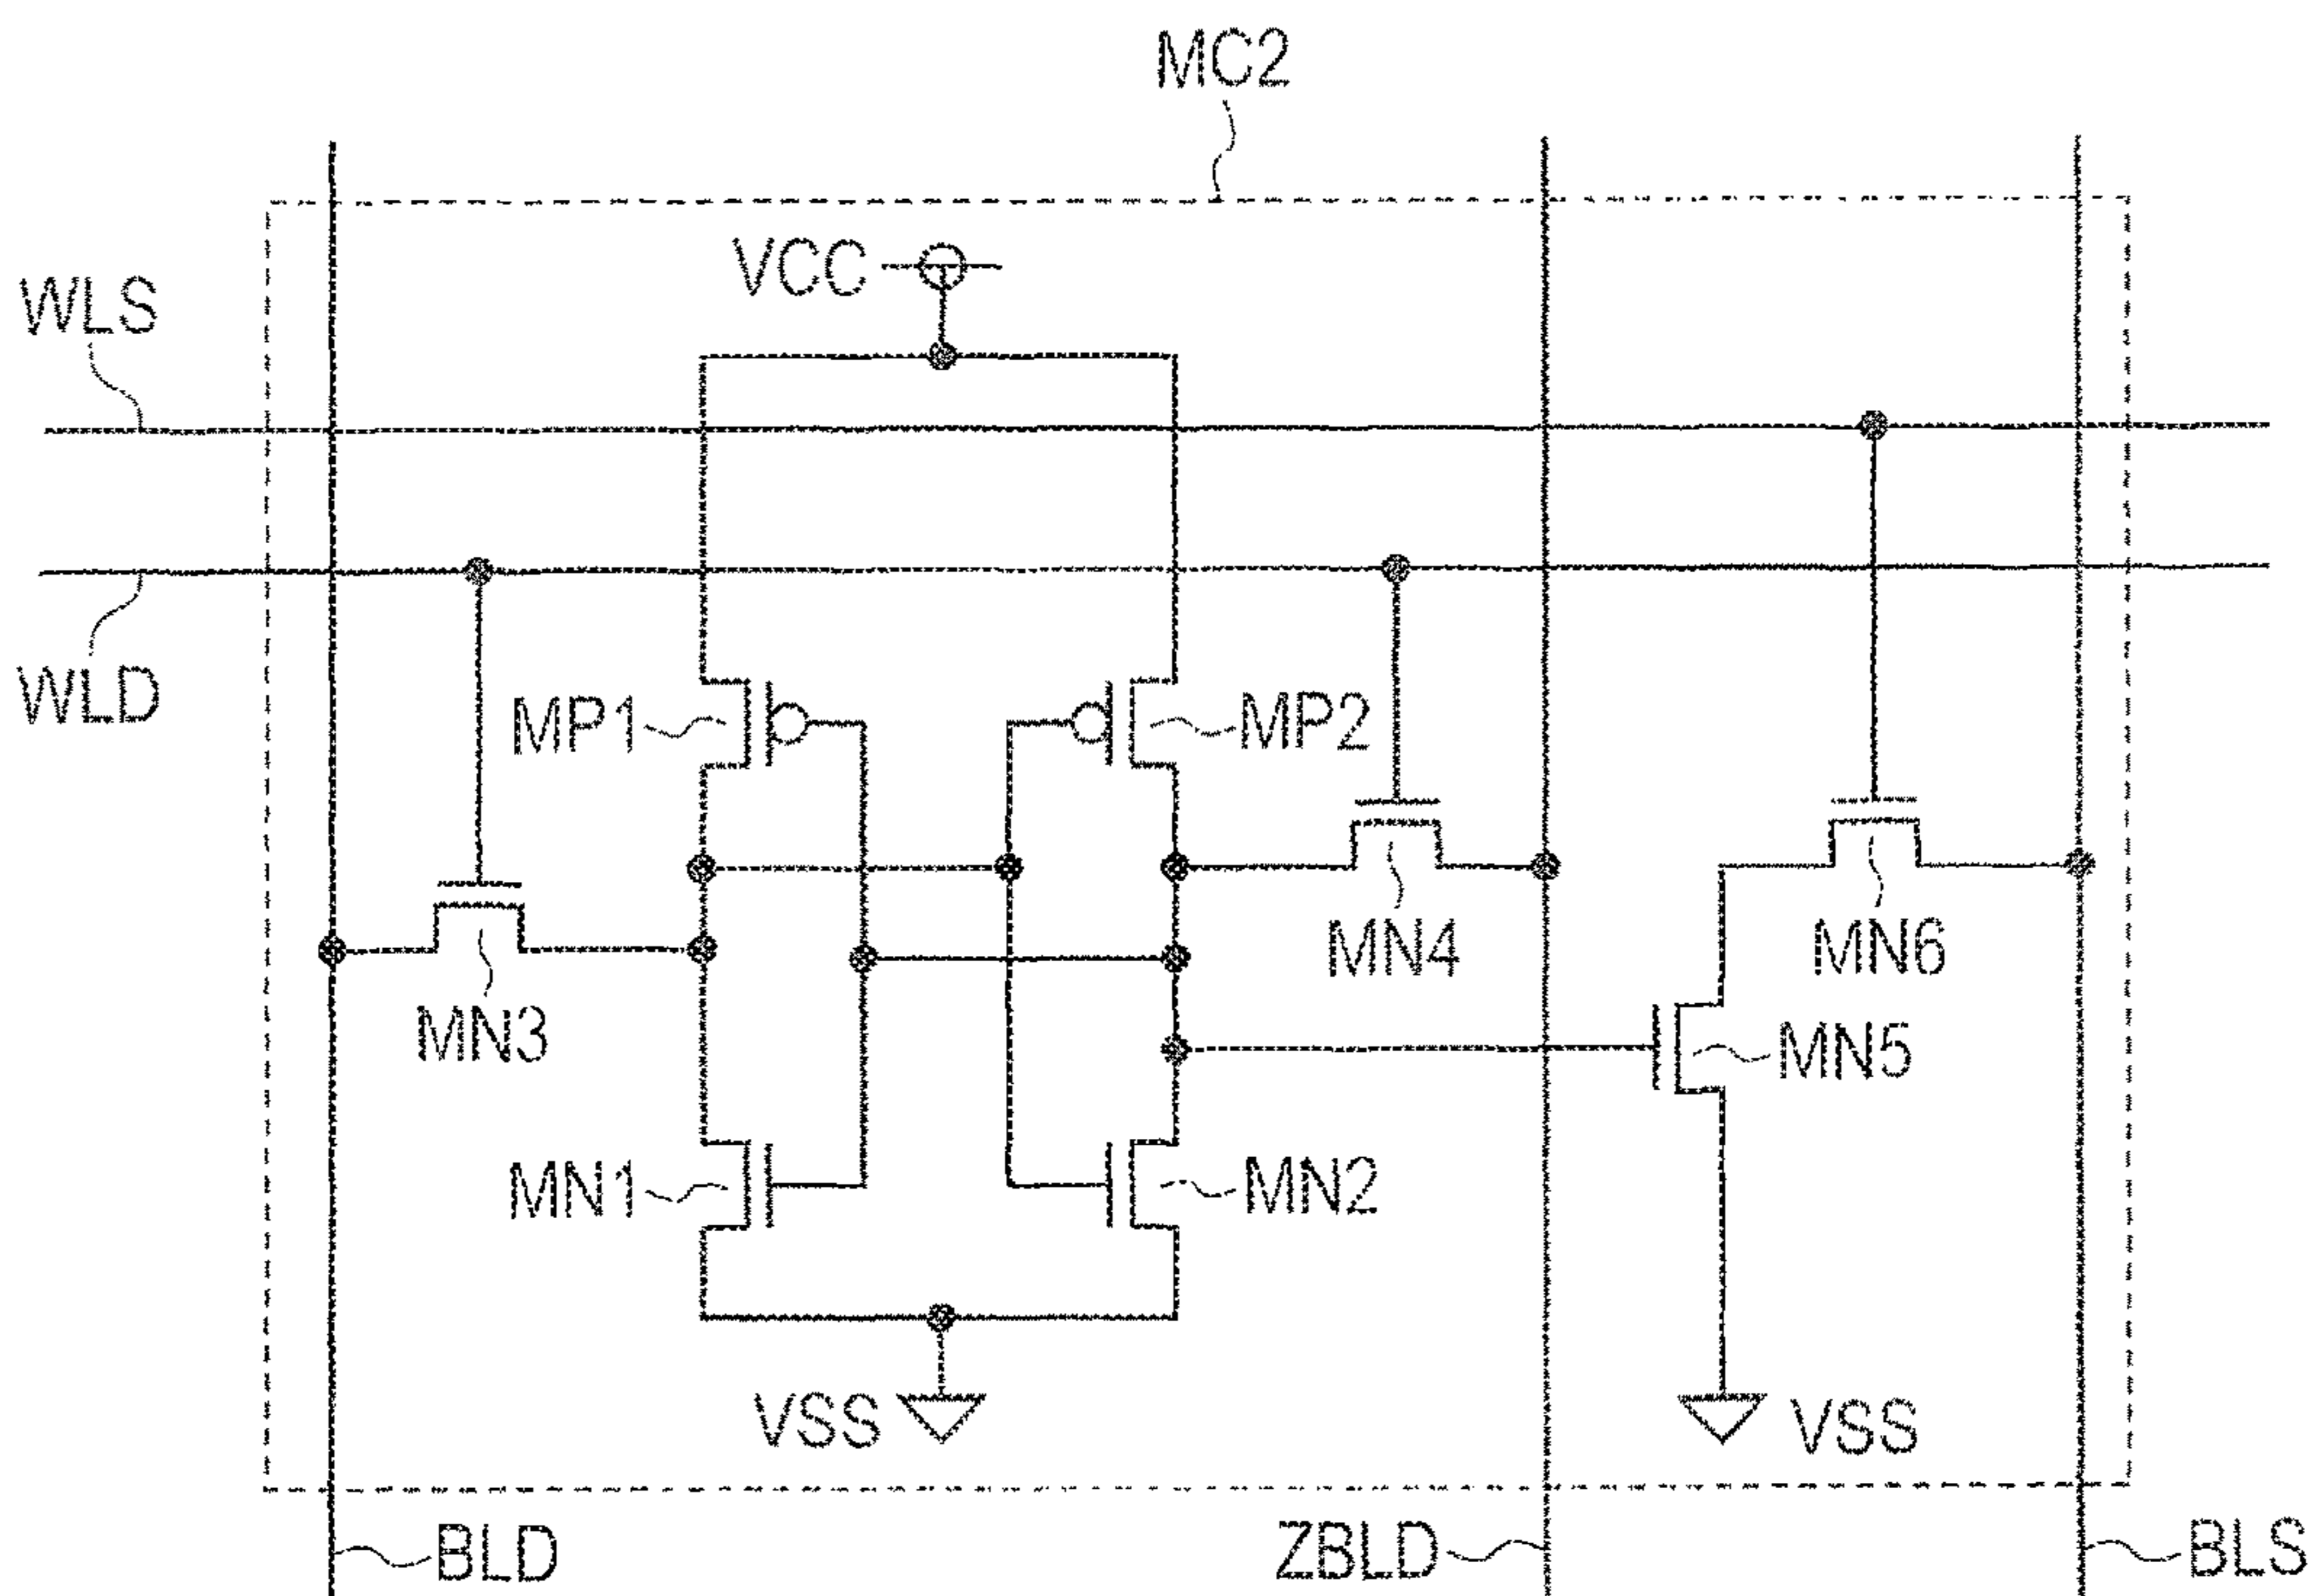 MC2
VCC
WLS
WLD
MP1
MP2
MN4
MN6
MN3
MN5
MN1
MN2
VSS
VSS
BLD
ZBLD
BLS